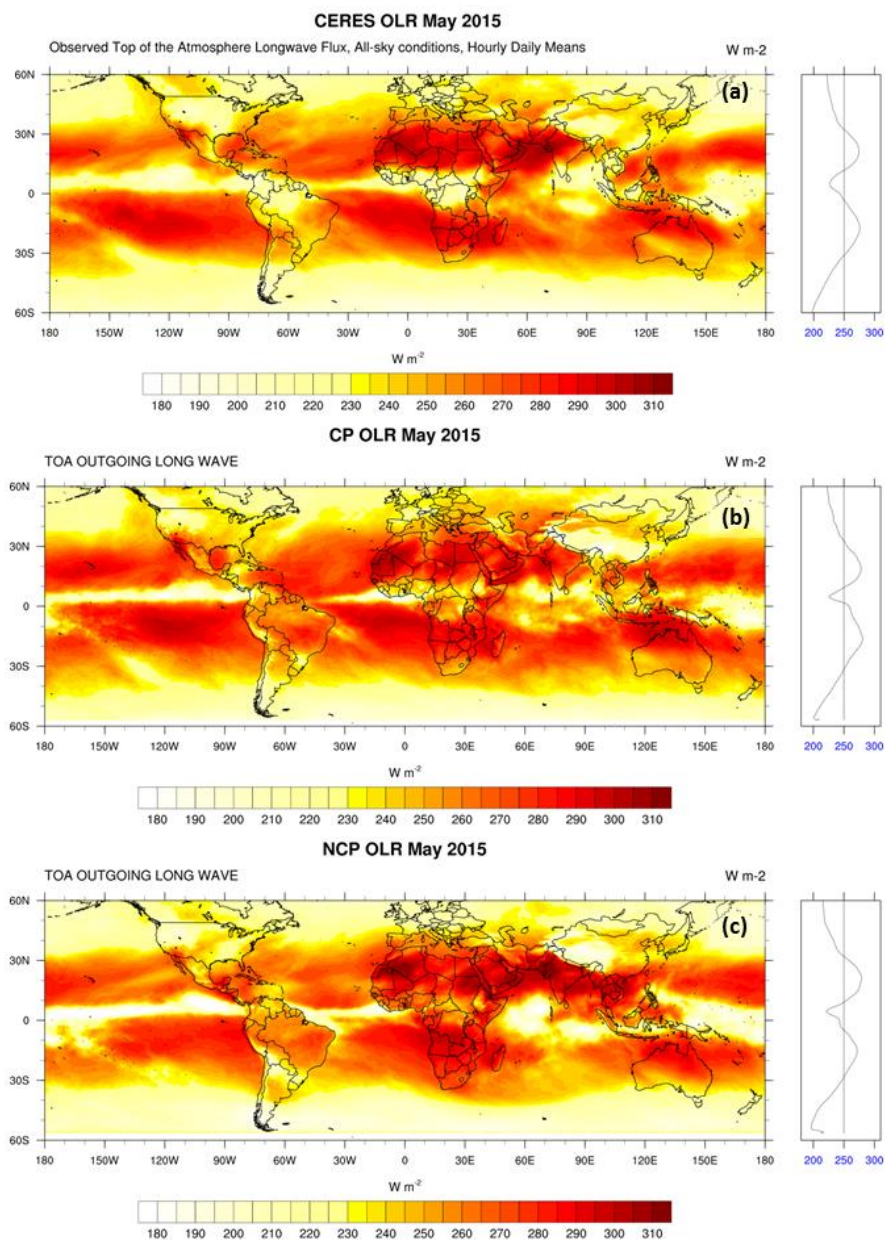 CERES OLR May 2015
Observed Top of the Atmosphere Longwave Flux, All-sky conditions, Hourly Daily Means W m-2
(a)
60N
30N
0
30S
60S
180 150W 120W 90W 60W 30W 0 30E 60E 90E 120E 150E 180
200 250 300
W m-2
180 190 200 210 220 230 240 250 260 270 280 290 300 310
CP OLR May 2015
TOA OUTGOING LONG WAVE W m-2
(b)
60N
30N
0
30S
60S
180 150W 120W 90W 60W 30W 0 30E 60E 90E 120E 150E 180
200 250 300
W m-2
180 190 200 210 220 230 240 250 260 270 280 290 300 310
NCP OLR May 2015
TOA OUTGOING LONG WAVE W m-2
(c)
60N
30N
0
30S
60S
180 150W 120W 90W 60W 30W 0 30E 60E 90E 120E 150E 180
200 250 300
W m-2
180 190 200 210 220 230 240 250 260 270 280 290 300 310